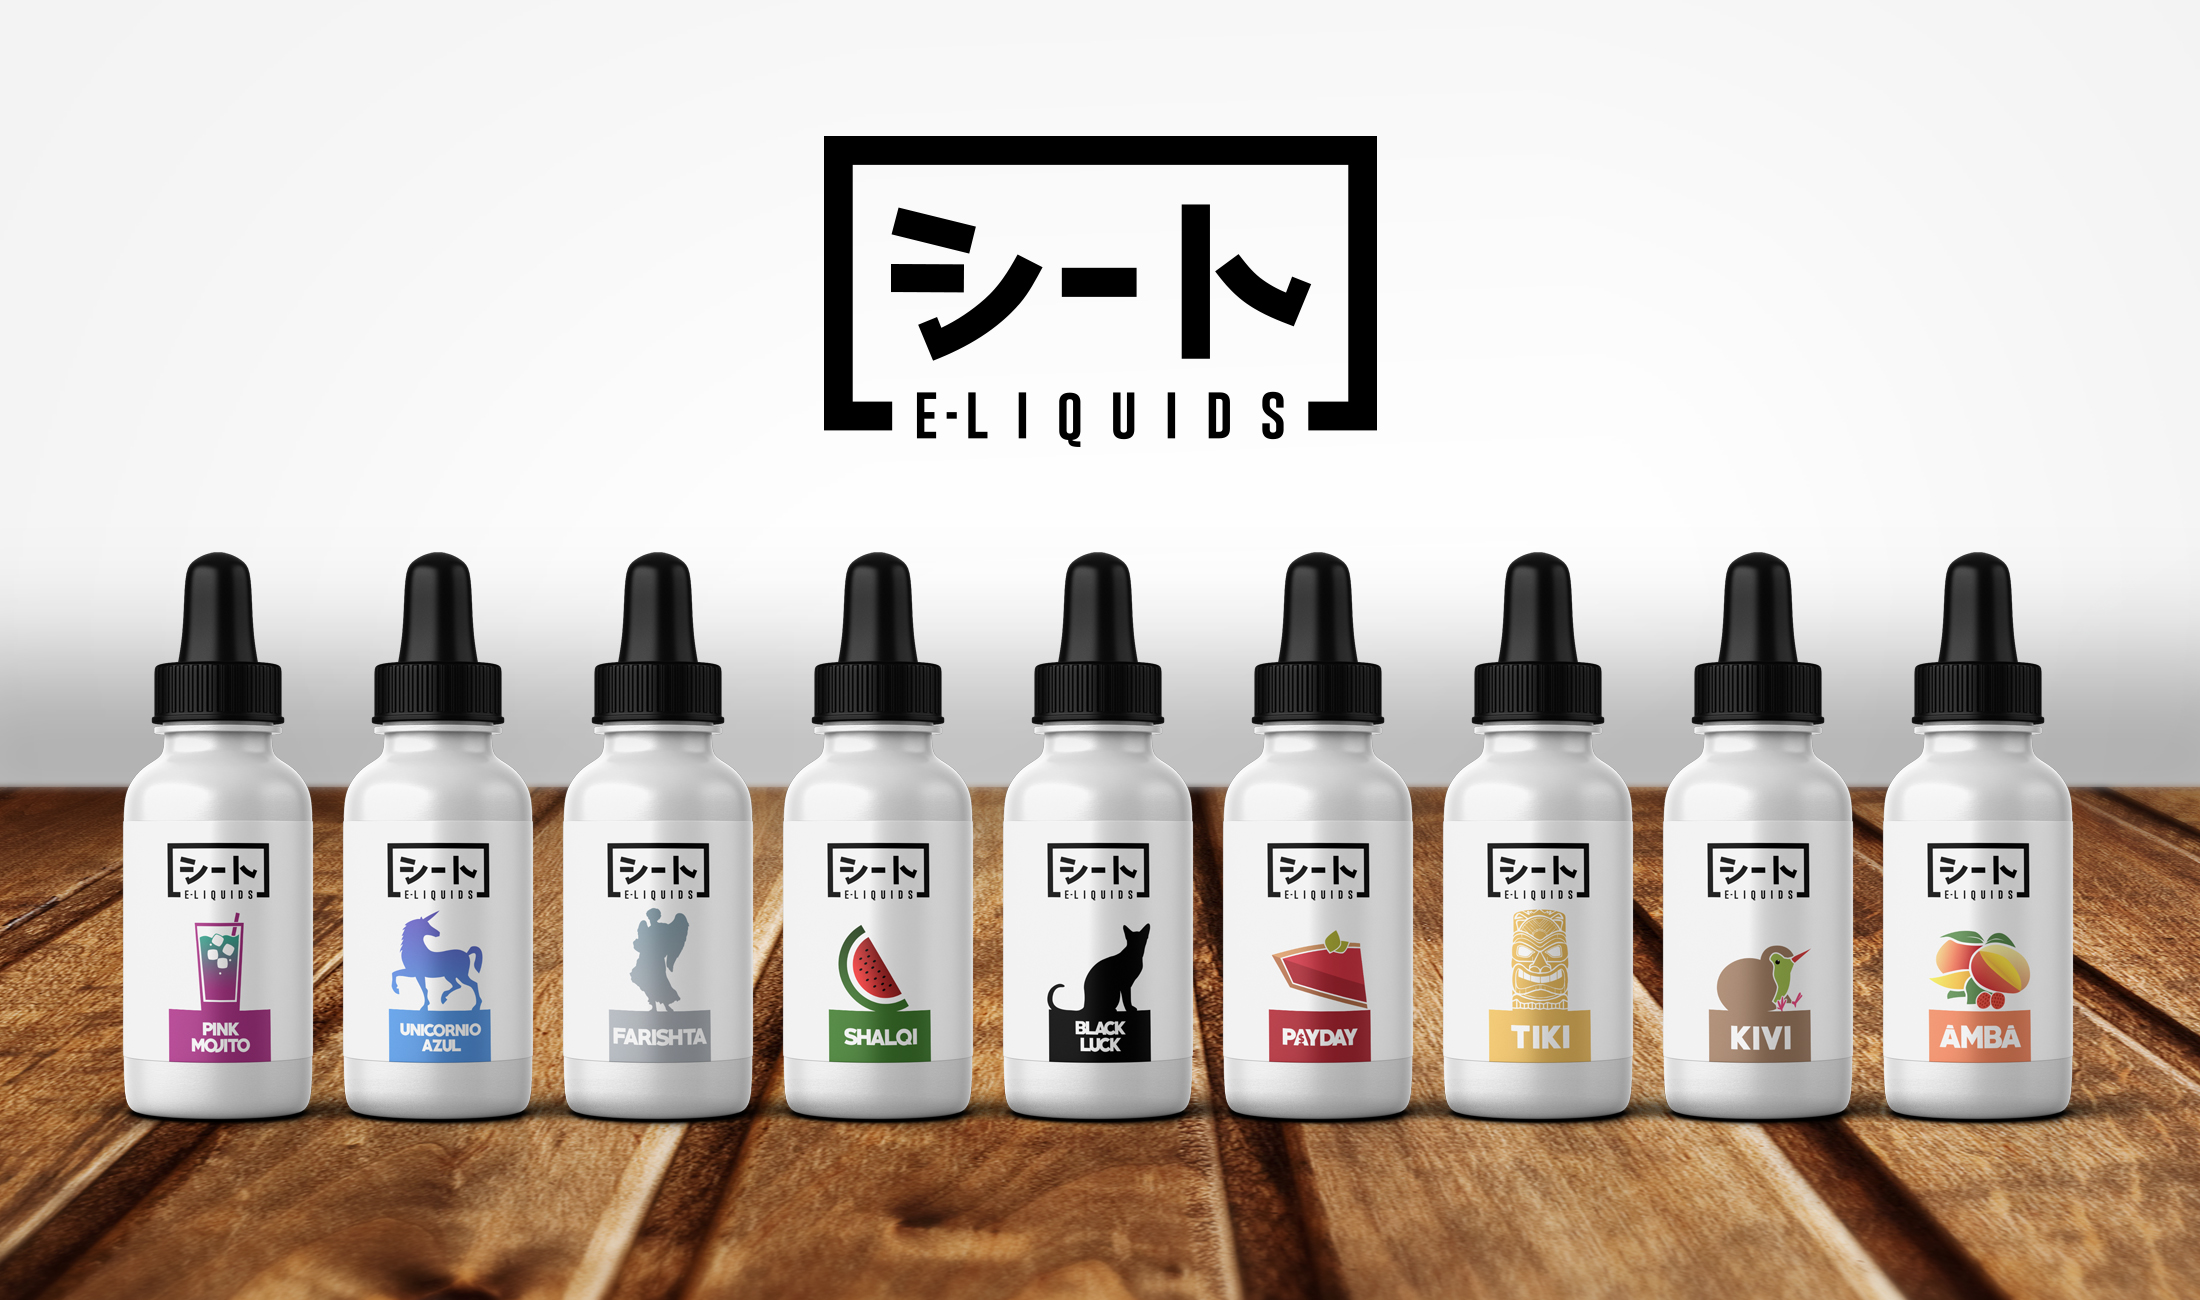 シート
E-LIQUIDS
シート
E-LIQUIDS
PINK
MOJITO
シート
E-LIQUIDS
UNICORNIO
AZUL
シート
E-LIQUIDS
FARISHTA
シート
E-LIQUIDS
SHALQI
シート
E-LIQUIDS
BLACK
LUCK
シート
E-LIQUIDS
PAYDAY
シート
E-LIQUIDS
TIKI
シート
E-LIQUIDS
KIVI
シート
E-LIQUIDS
ÂMBÂ